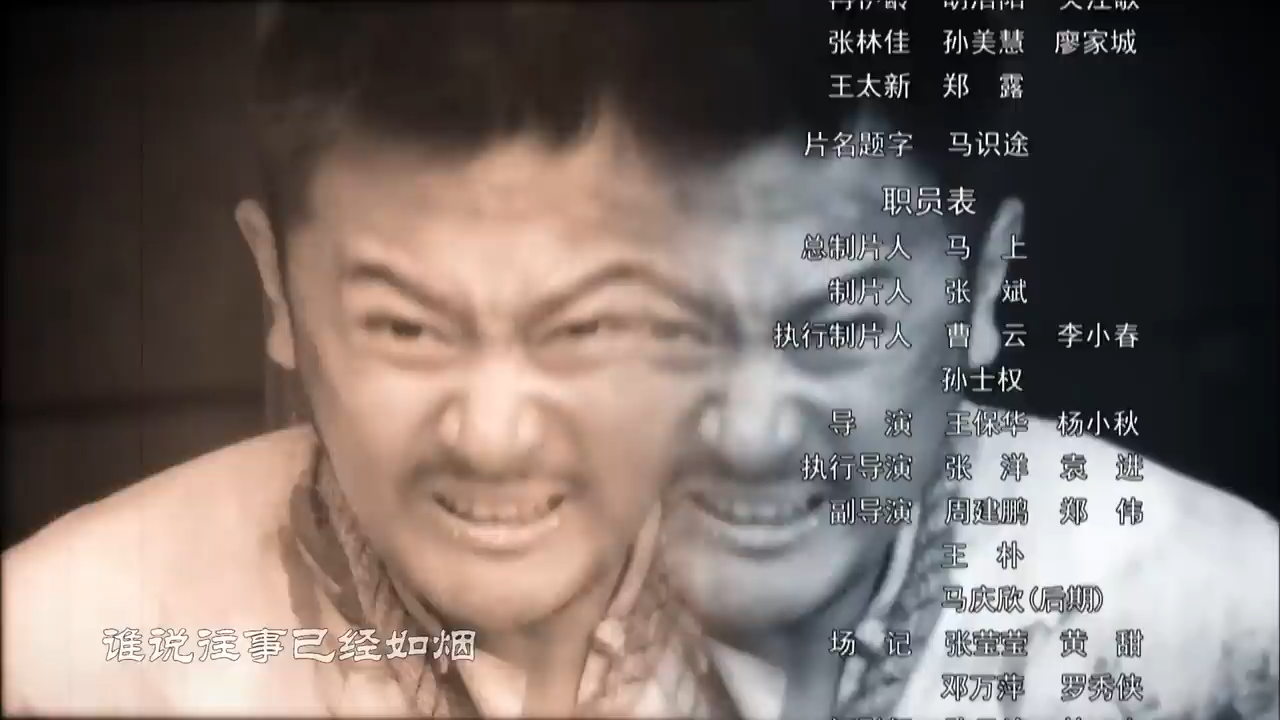 张林佳 孙美慧 廖家城
王太新 郑 露
片名题字 马识途
职员表
总制片人 马 上
制片人 张 斌
执行制片人 曹 云 李小春
孙士权
导 演 王保华 杨小秋
执行导演 张 洋 袁 进
副导演 周建鹏 郑 伟
王 朴
马庆欣(后期)
场 记 张莹莹 黄 甜
邓万萍 罗秀侠
谁说往事已经如烟